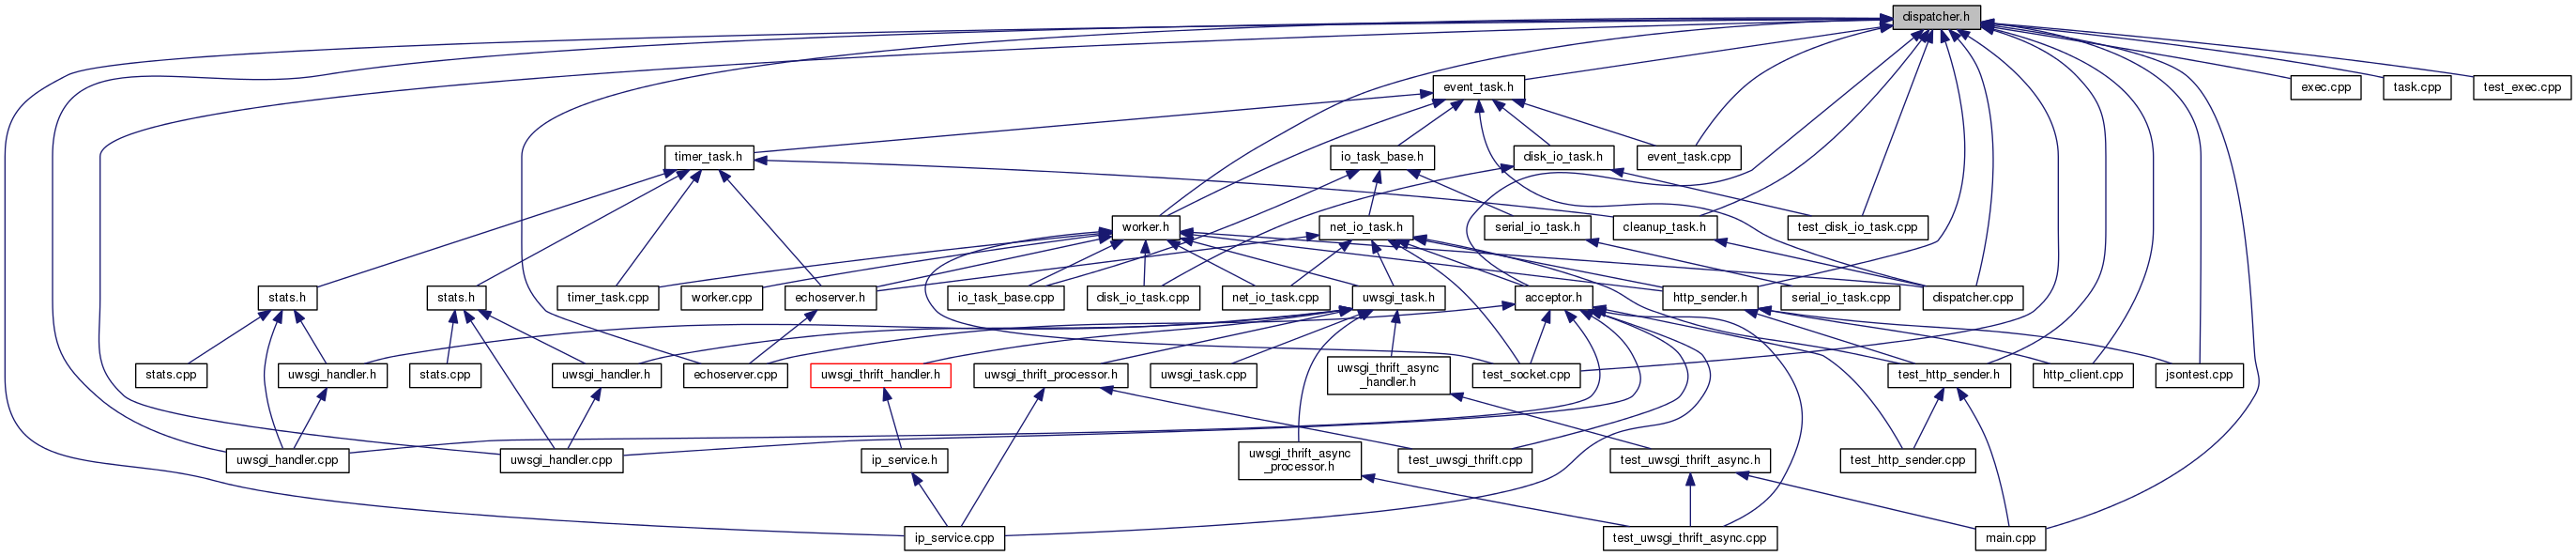 dispatcher.h
event_task.h
exec.cpp
task.cpp
test_exec.cpp
timer_task.h
io_task_base.h
disk_io_task.h
event_task.cpp
worker.h
net_io_task.h
serial_io_task.h
cleanup_task.h
test_disk_io_task.cpp
stats.h
stats.h
timer_task.cpp
worker.cpp
echoserver.h
io_task_base.cpp
disk_io_task.cpp
net_io_task.cpp
uwsgi_task.h
acceptor.h
http_sender.h
serial_io_task.cpp
dispatcher.cpp
stats.cpp
uwsgi_handler.h
stats.cpp
uwsgi_handler.h
echoserver.cpp
uwsgi_thrift_handler.h
uwsgi_thrift_processor.h
uwsgi_task.cpp
uwsgi_thrift_async
_handler.h
test_socket.cpp
test_http_sender.h
http_client.cpp
jsontest.cpp
uwsgi_handler.cpp
uwsgi_handler.cpp
ip_service.h
uwsgi_thrift_async
_processor.h
test_uwsgi_thrift.cpp
test_uwsgi_thrift_async.h
test_http_sender.cpp
ip_service.cpp
test_uwsgi_thrift_async.cpp
main.cpp